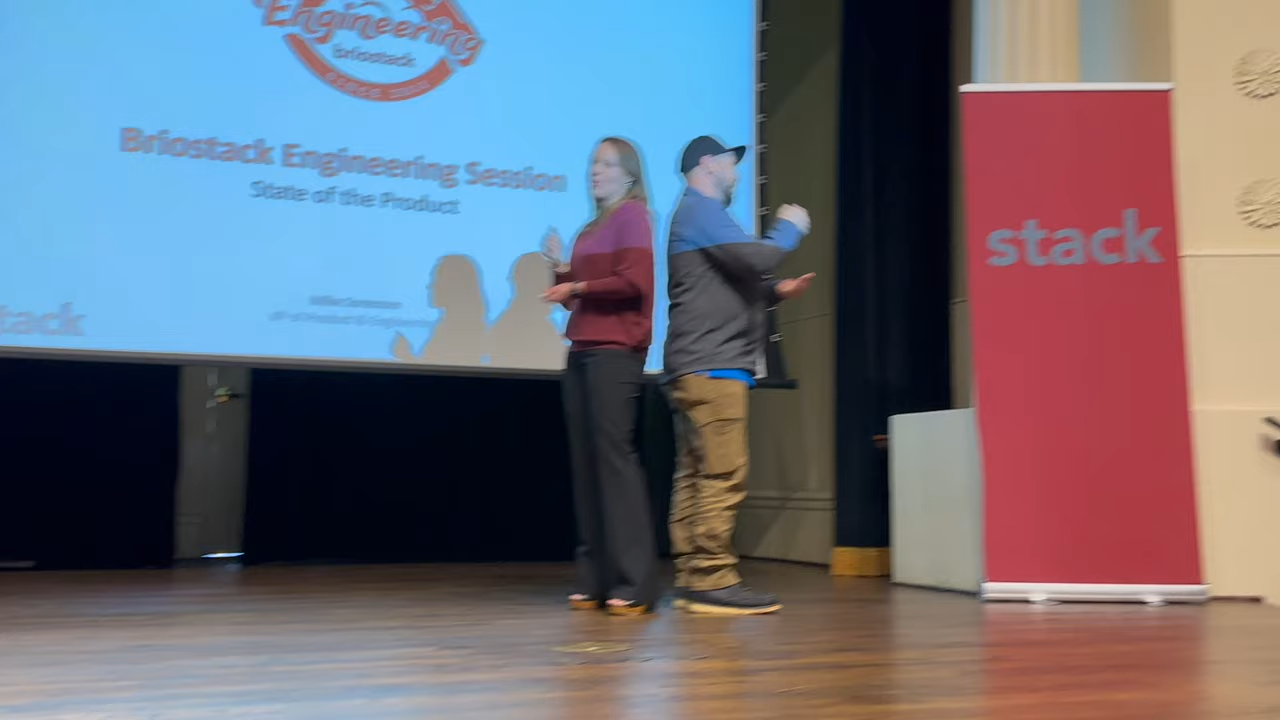 Engineering
briostack
Briostack Engineering Session
State of the Product
stack
stack